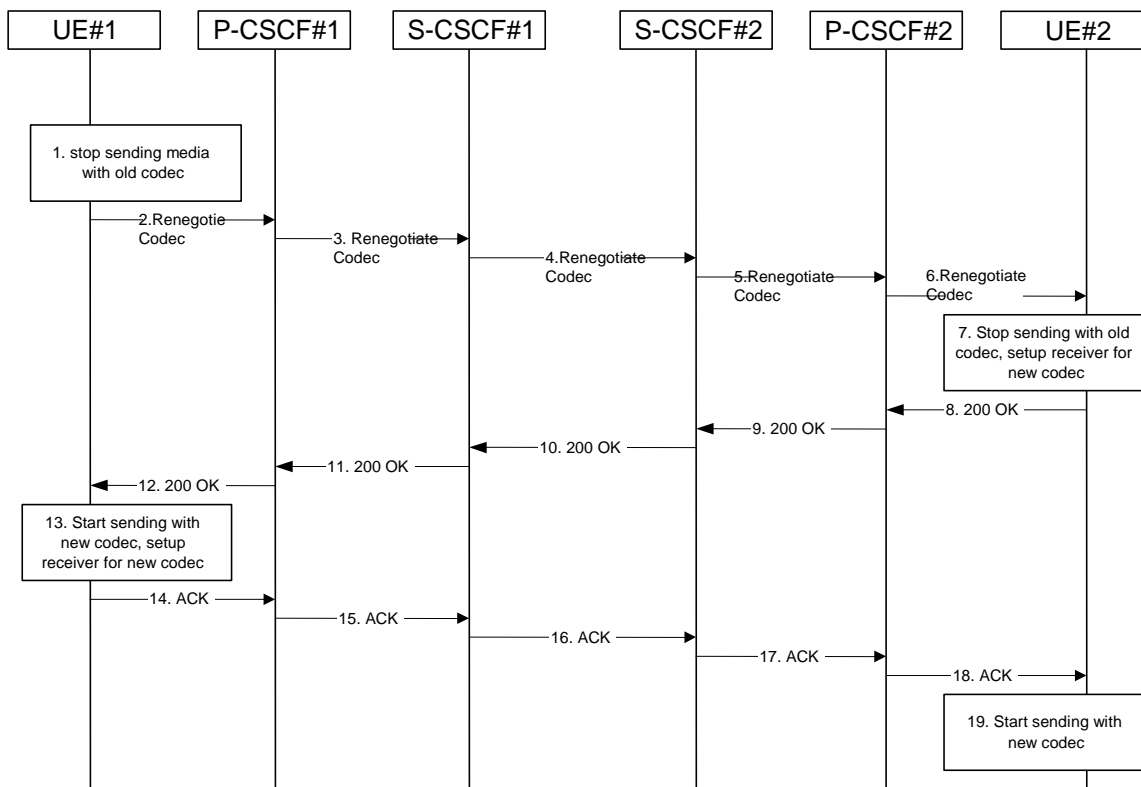 UE#1
P-CSCF#1
S-CSCF#1
S-CSCF#2
P-CSCF#2
UE#2
1. stop sending media
with old codec
2.Renegotie
Codec
3. Renegotiate
Codec
4.Renegotiate
Codec
5.Renegotiate
Codec
6.Renegotiate
Codec
7. Stop sending with old
codec, setup receiver for
new codec
8. 200 OK
9. 200 OK
10. 200 OK
11. 200 OK
12. 200 OK
13. Start sending with
new codec, setup
receiver for new codec
14. ACK
15. ACK
16. ACK
17. ACK
18. ACK
19. Start sending with
new codec